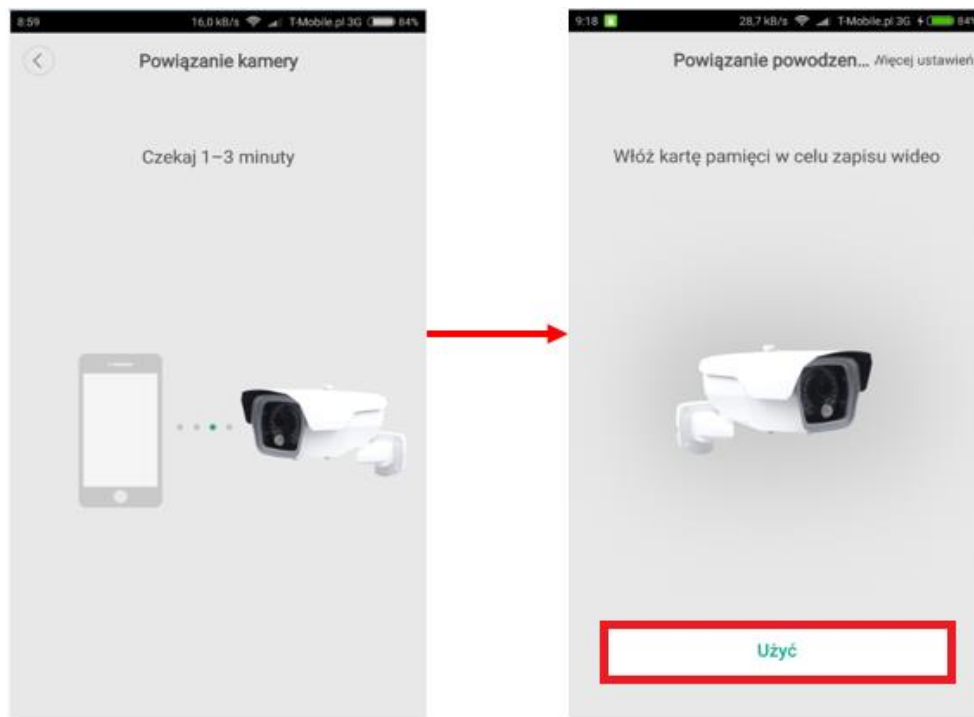 8:59 16,0 kB/s T-Mobile.pl 3G 84%
Powiązanie kamery
Czekaj 1–3 minuty
9:18 28,7 kB/s T-Mobile.pl 3G 84%
Powiązanie powodzen... Więcej ustawień
Włóż kartę pamięci w celu zapisu wideo
Użyć